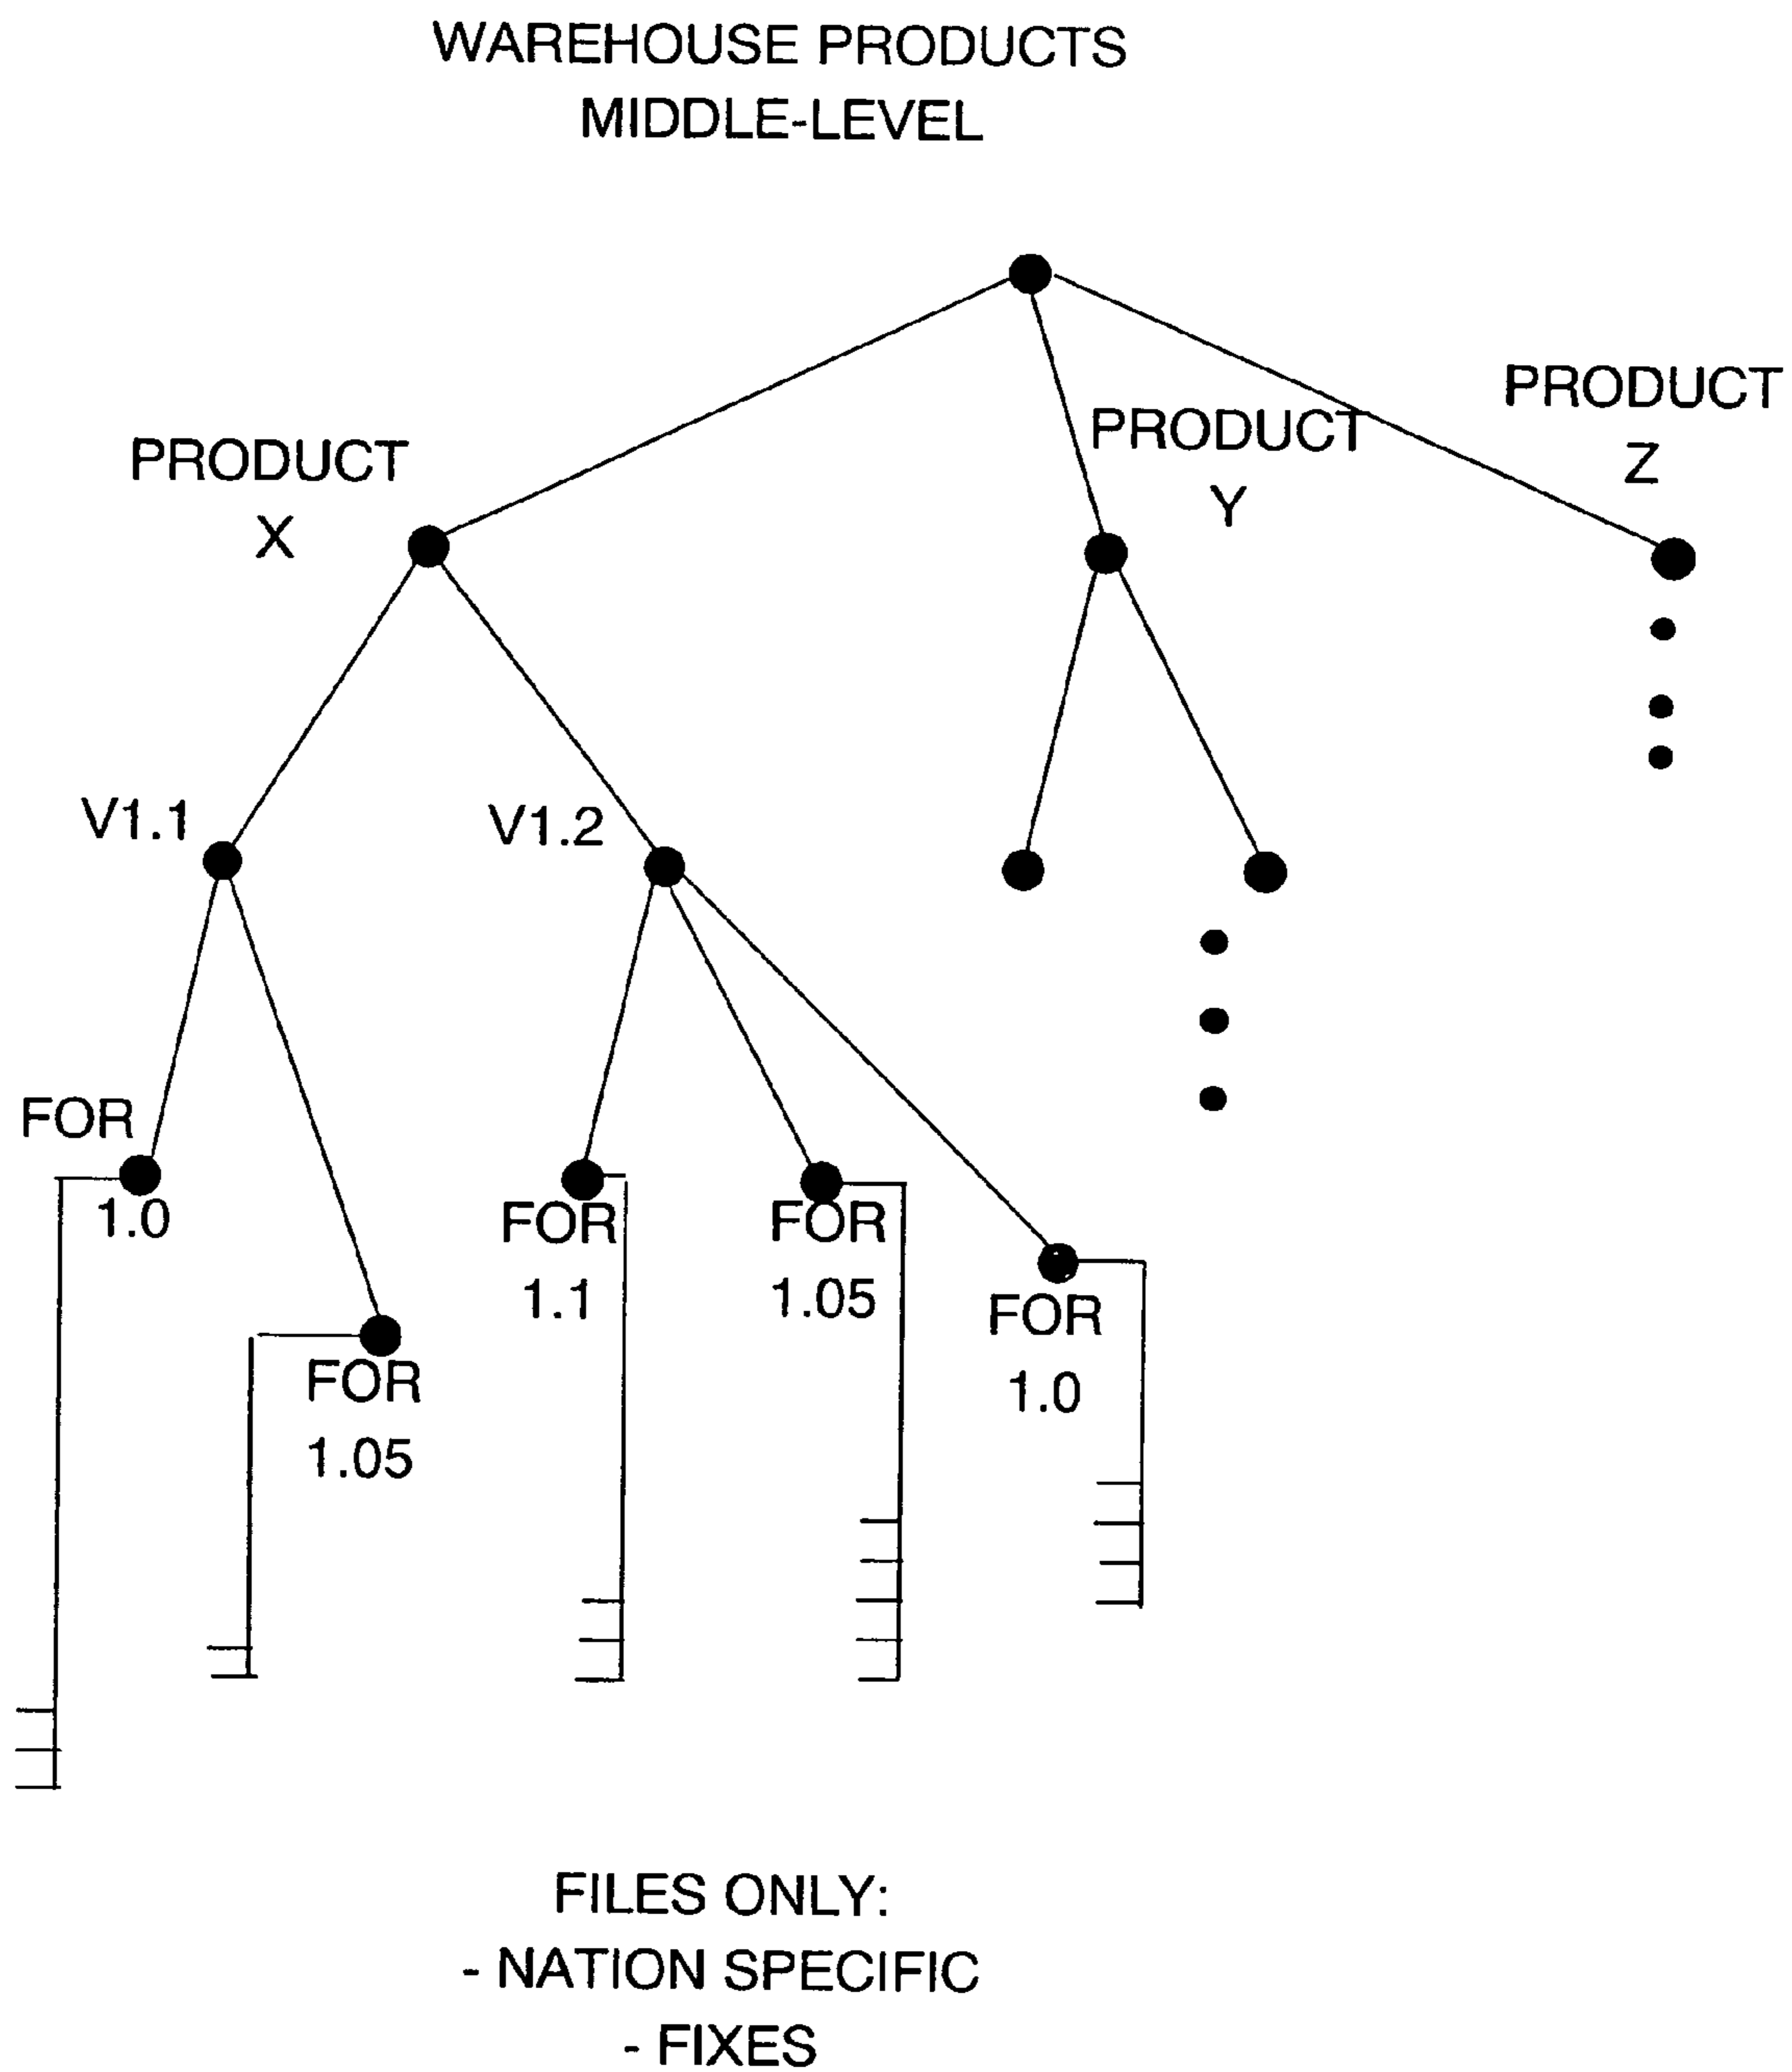 WAREHOUSE PRODUCTS
MIDDLE-LEVEL
PRODUCT
X
PRODUCT
Y
PRODUCT
Z
V1.1
V1.2
FOR
1.0
FOR
1.05
FOR
1.1
FOR
1.05
FOR
1.0
FILES ONLY:
- NATION SPECIFIC
- FIXES